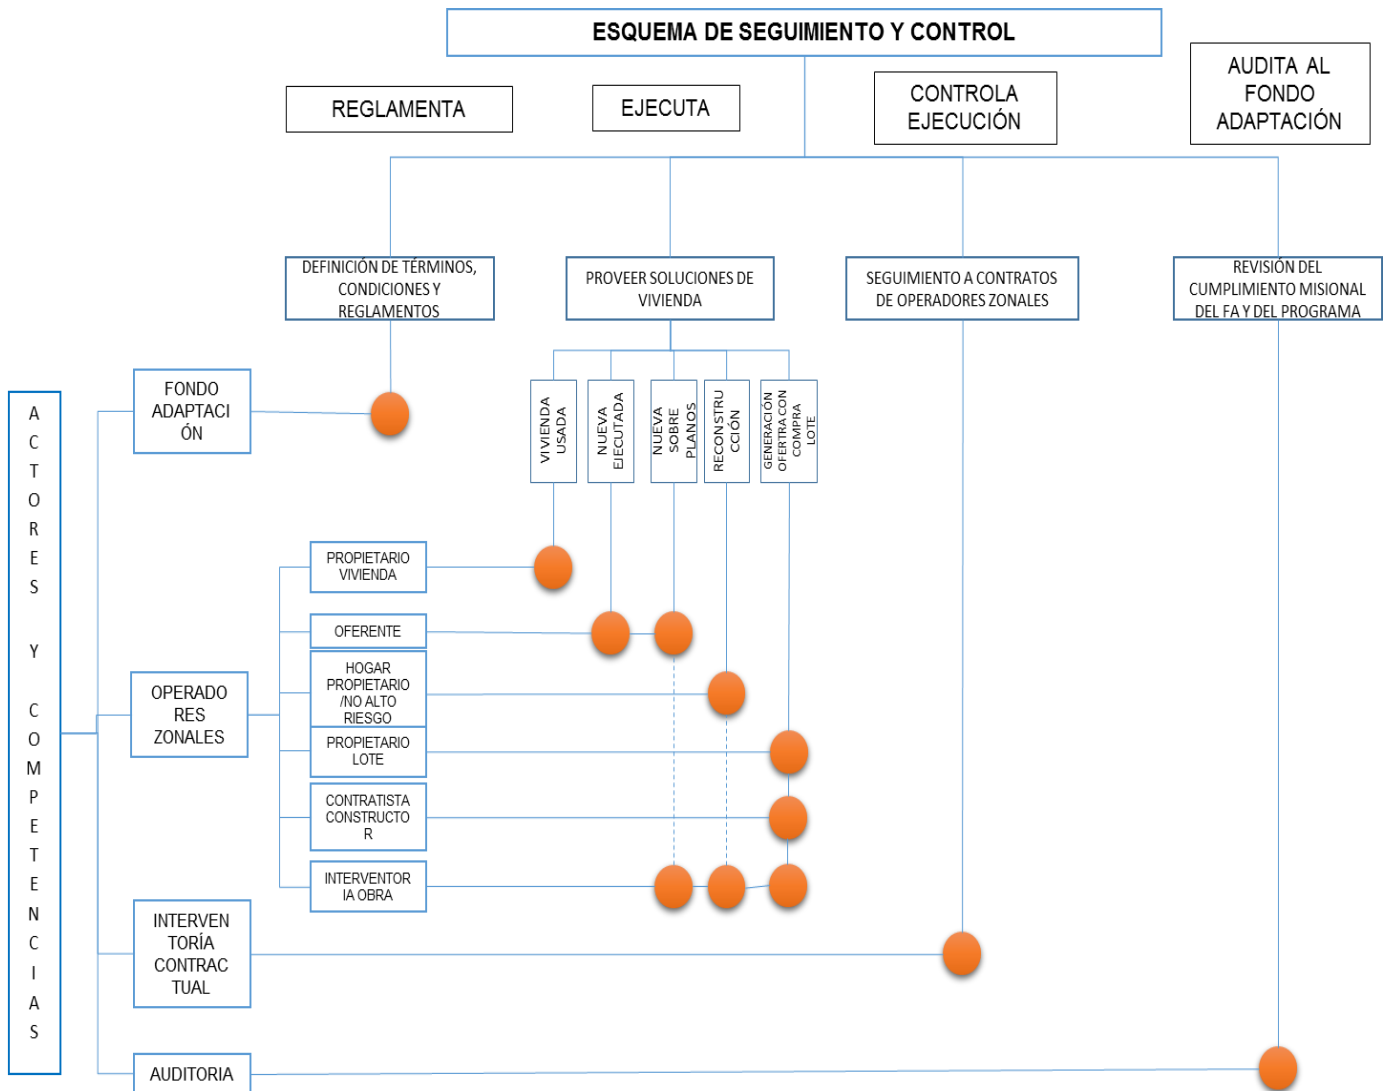 ESQUEMA DE SEGUIMIENTO Y CONTROL
REGLAMENTA
EJECUTA
CONTROLA
EJECUCIÓN
AUDITA AL
FONDO
ADAPTACIÓN
DEFINICIÓN DE TÉRMINOS,
CONDICIONES Y
REGLAMENTOS
PROVEER SOLUCIONES DE
VIVIENDA
SEGUIMIENTO A CONTRATOS
DE OPERADORES ZONALES
REVISIÓN DEL
CUMPLIMIENTO MISIONAL
DEL FA Y DEL PROGRAMA
VIVIENDA
USADA
NUEVA
EJECUTADA
NUEVA
SOBRE
PLANOS
RECONSTRU
CCIÓN
GENERACIÓN
OFERTRA CON
COMPRA
LOTE
ACTORES Y COMPETENCIAS
FONDO
ADAPTACI
ÓN
OPERADO
RES
ZONALES
PROPIETARIO
VIVIENDA
OFERENTE
HOGAR
PROPIETARIO
/NO ALTO
RIESGO
PROPIETARIO
LOTE
CONTRATISTA
CONSTRUCTO
R
INTERVENTOR
IA OBRA
INTERVEN
TORÍA
CONTRAC
TUAL
AUDITORIA